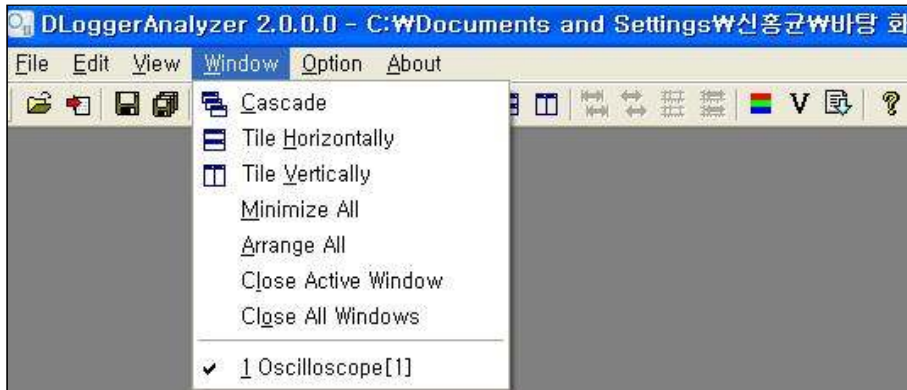 DLoggerAnalyzer 2.0.0.0 - C:₩Documents and Settings₩신홍균₩바탕 화
File Edit View Window Option About
V ?
Cascade
Tile Horizontally
Tile Vertically
Minimize All
Arrange All
Close Active Window
Close All Windows
✓ 1 Oscilloscope[1]